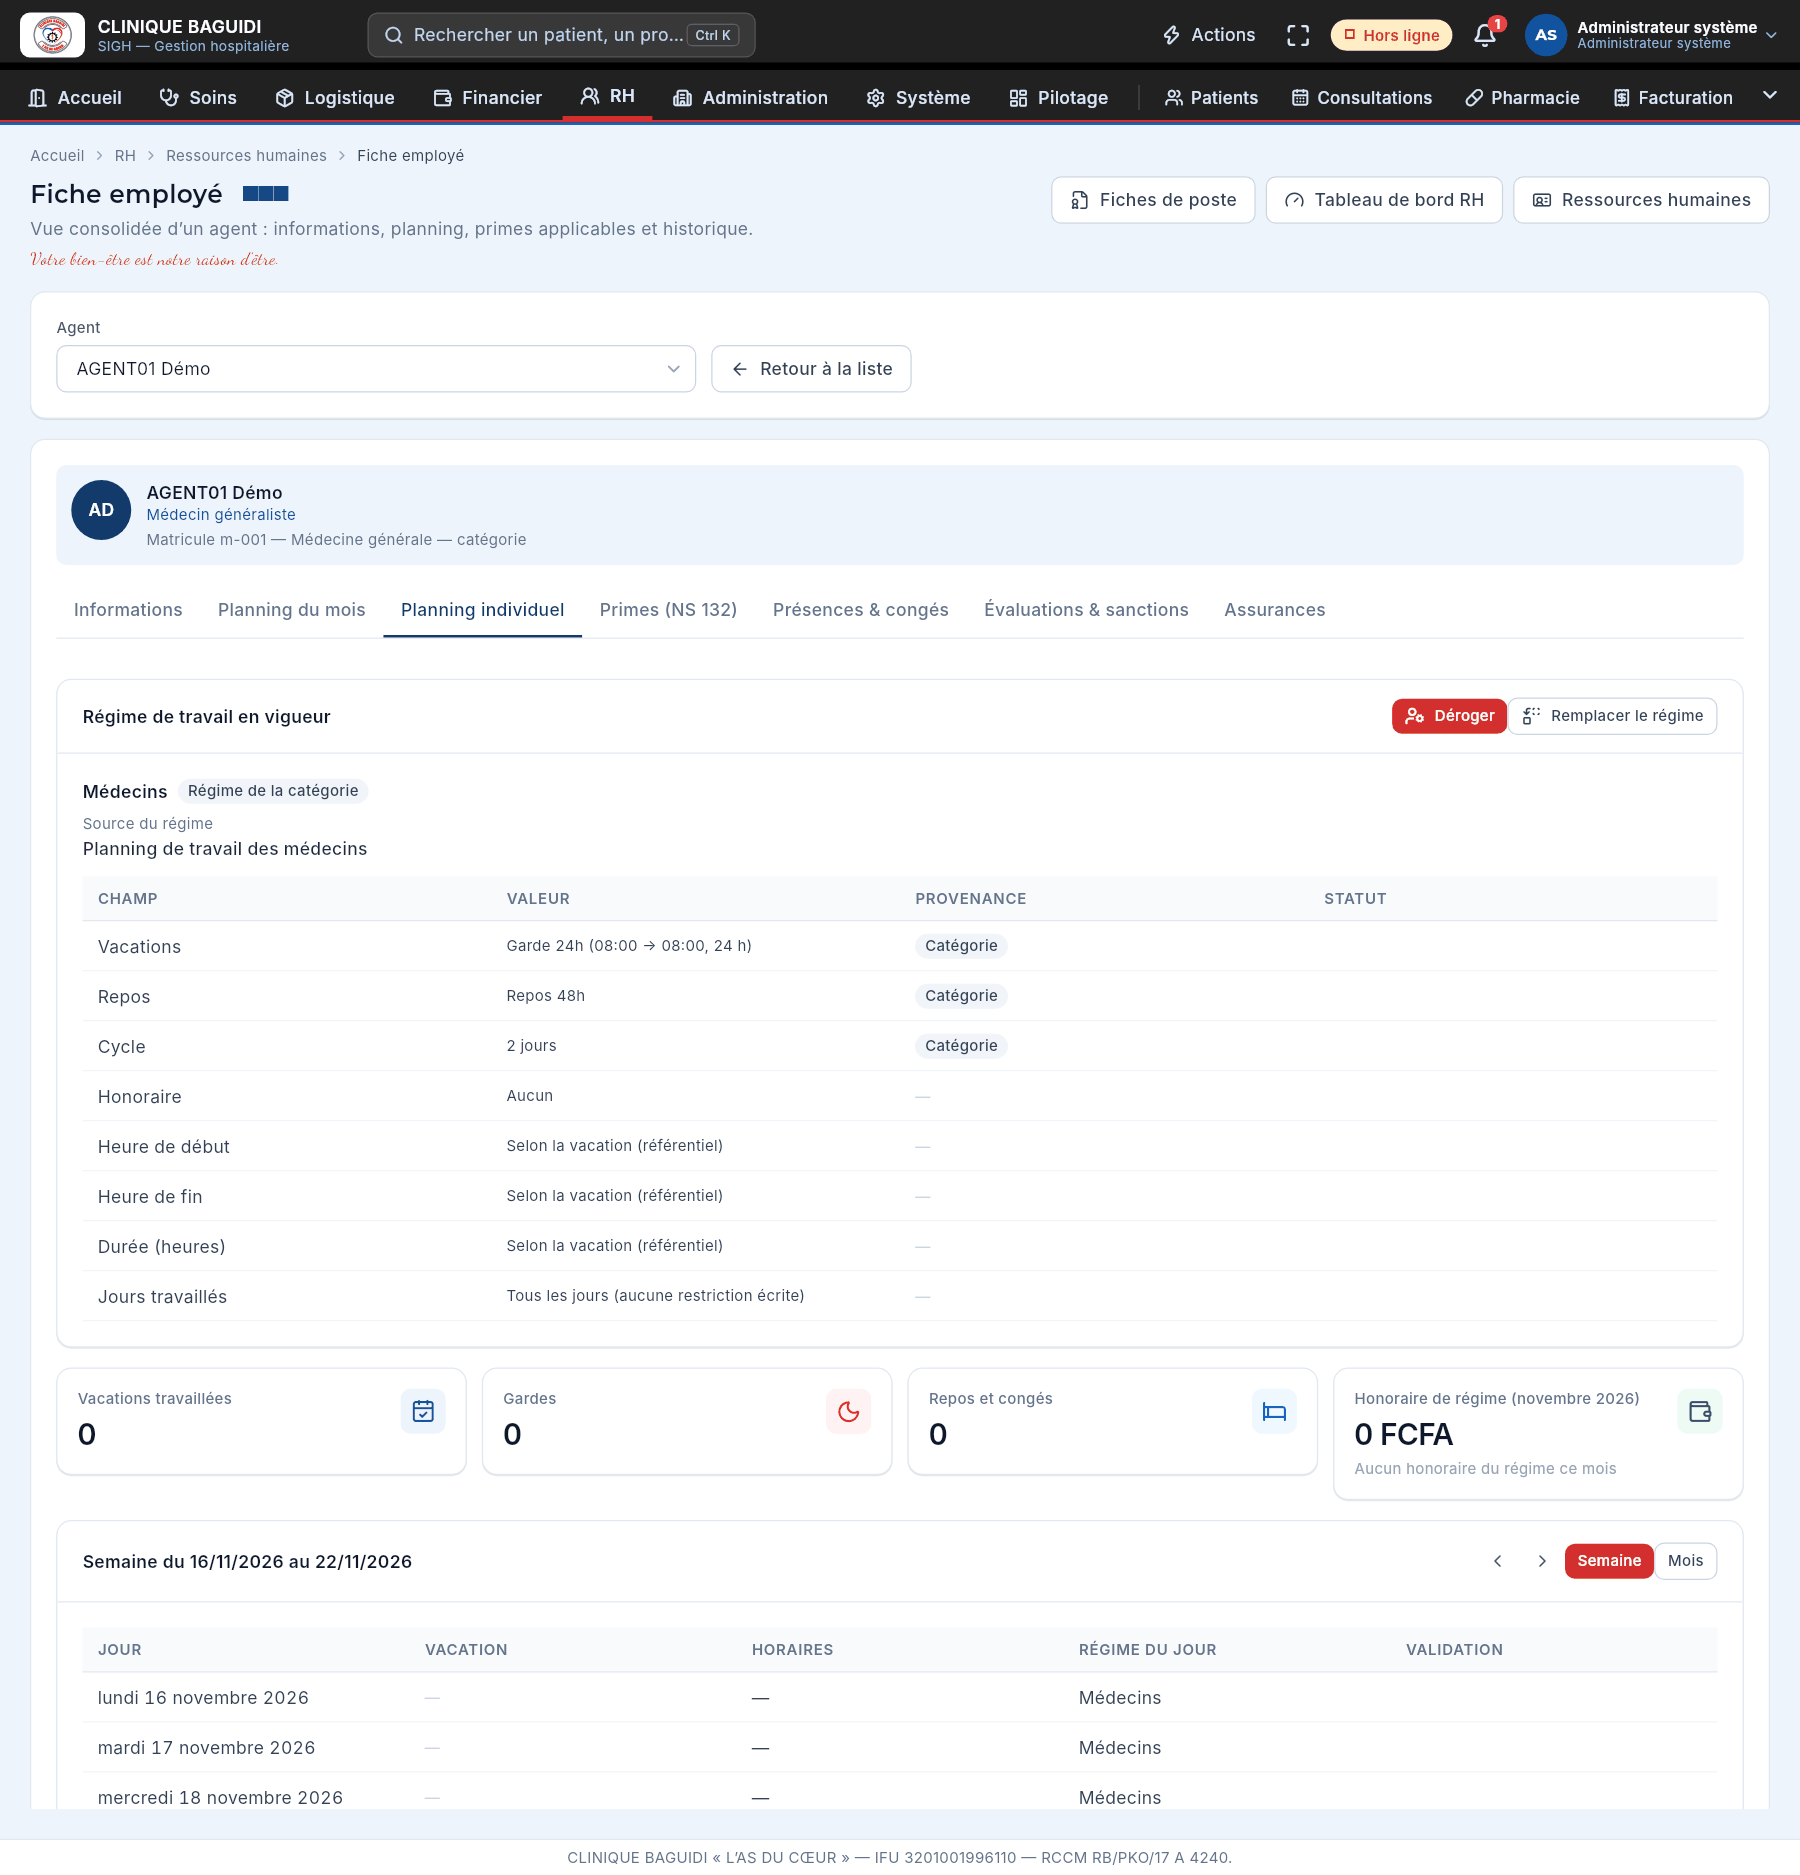 CLINIQUE BAGUIDI
SIGH — Gestion hospitalière
Rechercher un patient, un pro... Ctrl K
Actions
Hors ligne
1
AS
Administrateur système
Administrateur système
Accueil Soins Logistique Financier RH Administration Système Pilotage Patients Consultations Pharmacie Facturation
Accueil > RH > Ressources humaines > Fiche employé
Fiche employé
Vue consolidée d’un agent : informations, planning, primes applicables et historique.
Votre bien-être est notre raison d'être.
Fiches de poste
Tableau de bord RH
Ressources humaines
Agent
AGENT01 Démo
Retour à la liste
AD
AGENT01 Démo
Médecin généraliste
Matricule m-001 — Médecine générale — catégorie
Informations Planning du mois Planning individuel Primes (NS 132) Présences & congés Évaluations & sanctions Assurances
Régime de travail en vigueur
Déroger
Remplacer le régime
Médecins Régime de la catégorie
Source du régime
Planning de travail des médecins
CHAMP VALEUR PROVENANCE STATUT
Vacations Garde 24h (08:00 → 08:00, 24 h) Catégorie
Repos Repos 48h Catégorie
Cycle 2 jours Catégorie
Honoraire Aucun —
Heure de début Selon la vacation (référentiel) —
Heure de fin Selon la vacation (référentiel) —
Durée (heures) Selon la vacation (référentiel) —
Jours travaillés Tous les jours (aucune restriction écrite) —
Vacations travaillées
0
Gardes
0
Repos et congés
0
Honoraire de régime (novembre 2026)
0 FCFA
Aucun honoraire du régime ce mois
Semaine du 16/11/2026 au 22/11/2026
Semaine
Mois
JOUR VACATION HORAIRES RÉGIME DU JOUR VALIDATION
lundi 16 novembre 2026 — — Médecins
mardi 17 novembre 2026 — — Médecins
mercredi 18 novembre 2026 — — Médecins
CLINIQUE BAGUIDI « L’AS DU CŒUR » — IFU 3201001996110 — RCCM RB/PKO/17 A 4240.